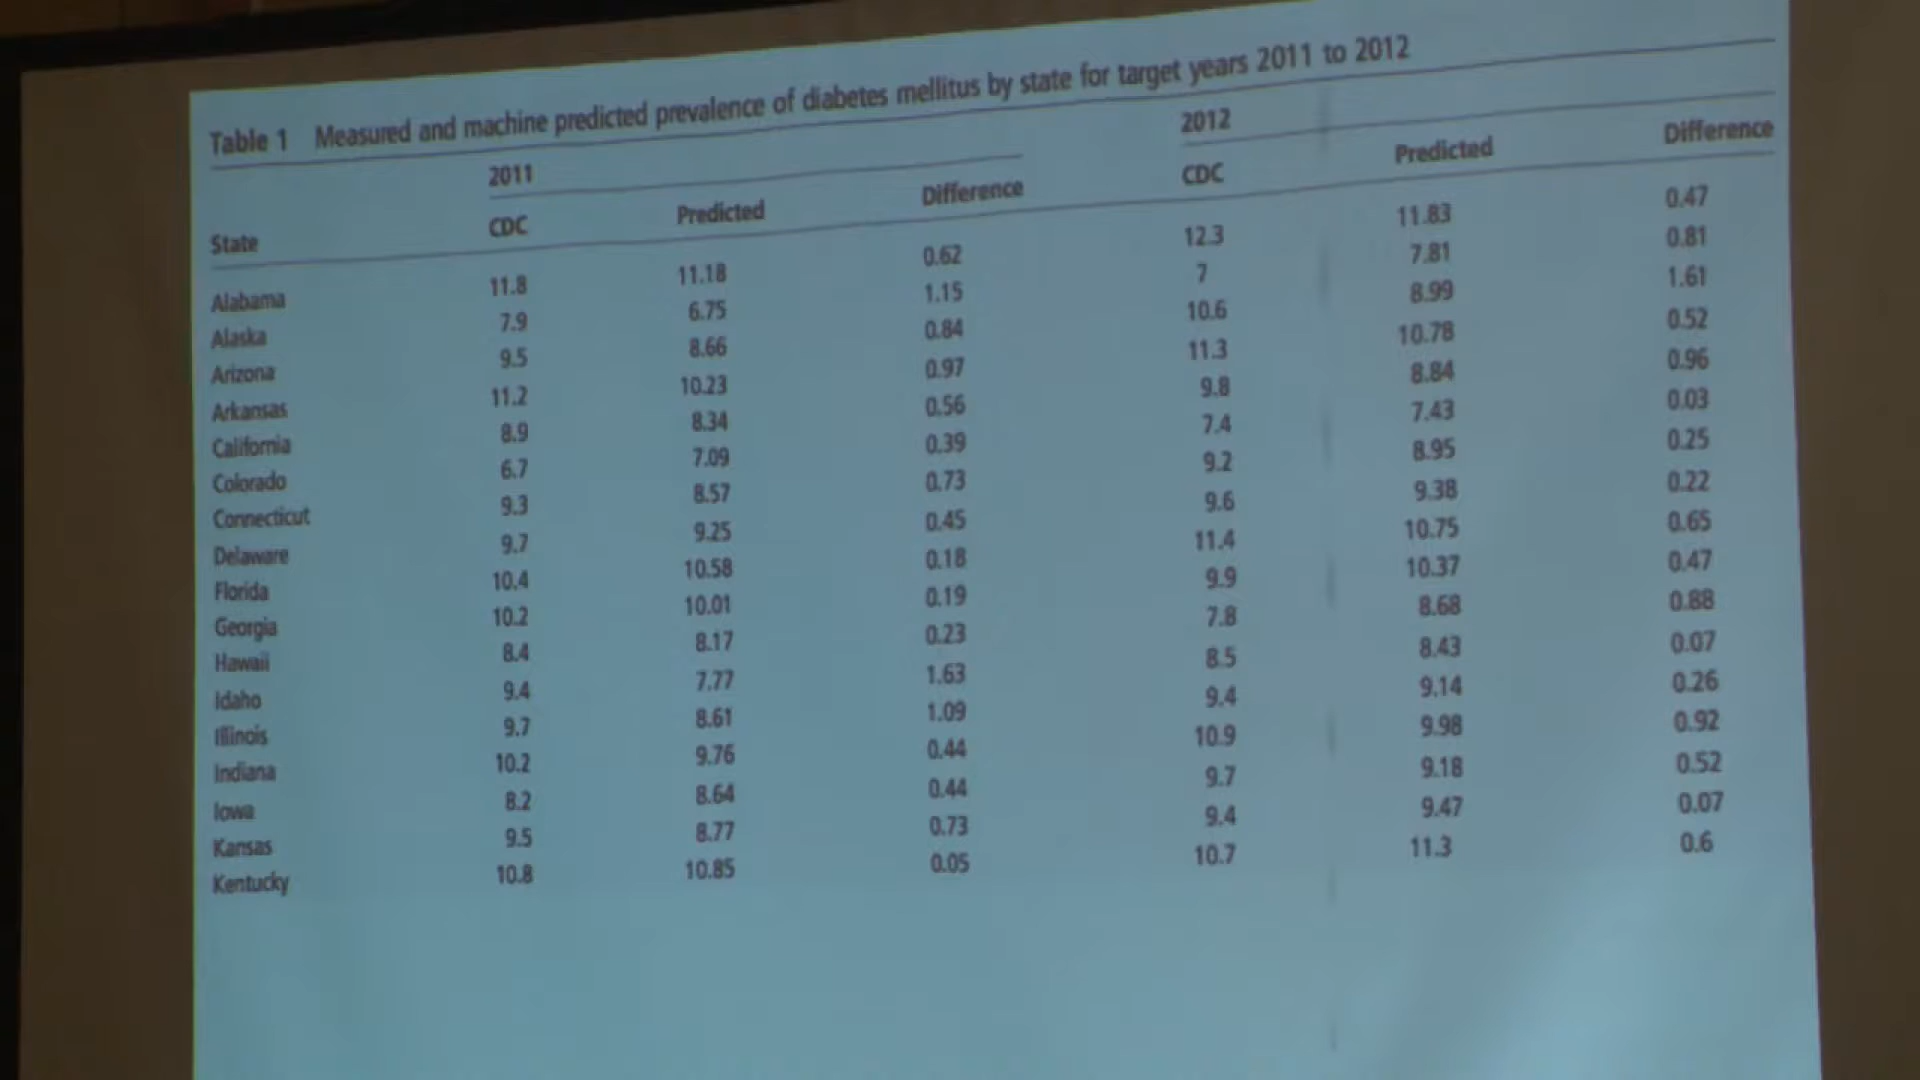 Table 1 Measured and machine predicted prevalence of diabetes mellitus by state for target years 2011 to 2012
2011 2012
State CDC Predicted Difference CDC Predicted Difference
Alabama 11.8 11.18 0.62 12.3 11.83 0.47
Alaska 7.9 6.75 1.15 7 7.81 0.81
Arizona 9.5 8.66 0.84 10.6 8.99 1.61
Arkansas 11.2 10.23 0.97 11.3 10.78 0.52
California 8.9 8.34 0.56 9.8 8.84 0.96
Colorado 6.7 7.09 0.39 7.4 7.43 0.03
Connecticut 9.3 8.57 0.73 9.2 8.95 0.25
Delaware 9.7 9.25 0.45 9.6 9.38 0.22
Florida 10.4 10.58 0.18 11.4 10.75 0.65
Georgia 10.2 10.01 0.19 9.9 10.37 0.47
Hawaii 8.4 8.17 0.23 7.8 8.68 0.88
Idaho 9.4 7.77 1.63 8.5 8.43 0.07
Illinois 9.7 8.61 1.09 9.4 9.14 0.26
Indiana 10.2 9.76 0.44 10.9 9.98 0.92
Iowa 8.2 8.64 0.44 9.7 9.18 0.52
Kansas 9.5 8.77 0.73 9.4 9.47 0.07
Kentucky 10.8 10.85 0.05 10.7 11.3 0.6